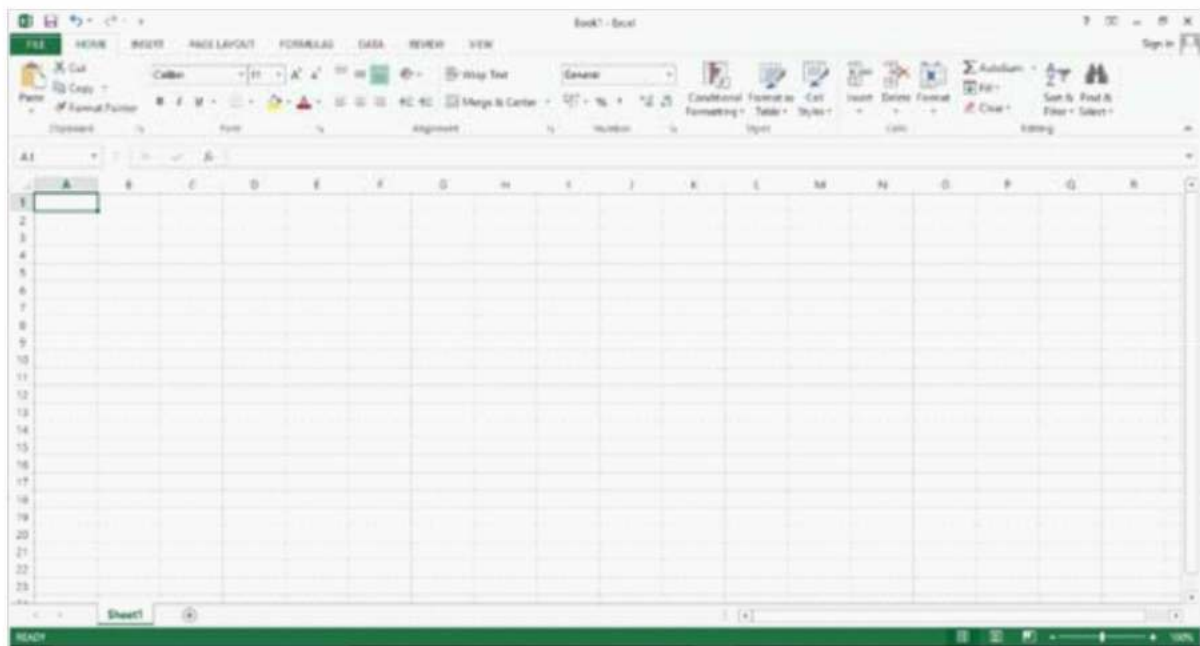 Book1 - Excel
FILE HOME INSERT PAGE LAYOUT FORMULAS DATA REVIEW VIEW Sign in
Cut
Copy
Format Painter
Paste
Calibri 11
B I U
Wrap Text
Merge & Center
General
%
Conditional Formatting
Format as Table
Cell Styles
Insert Delete Format
AutoSum
Fill
Clear
Sort & Filter
Find & Select
Clipboard Font Alignment Number Styles Cells Editing
A1 fx
A B C D E F G H I J K L M N O P Q R
1
2
3
4
5
6
7
8
9
10
11
12
13
14
15
16
17
18
19
20
21
22
23
Sheet1
READY 100%